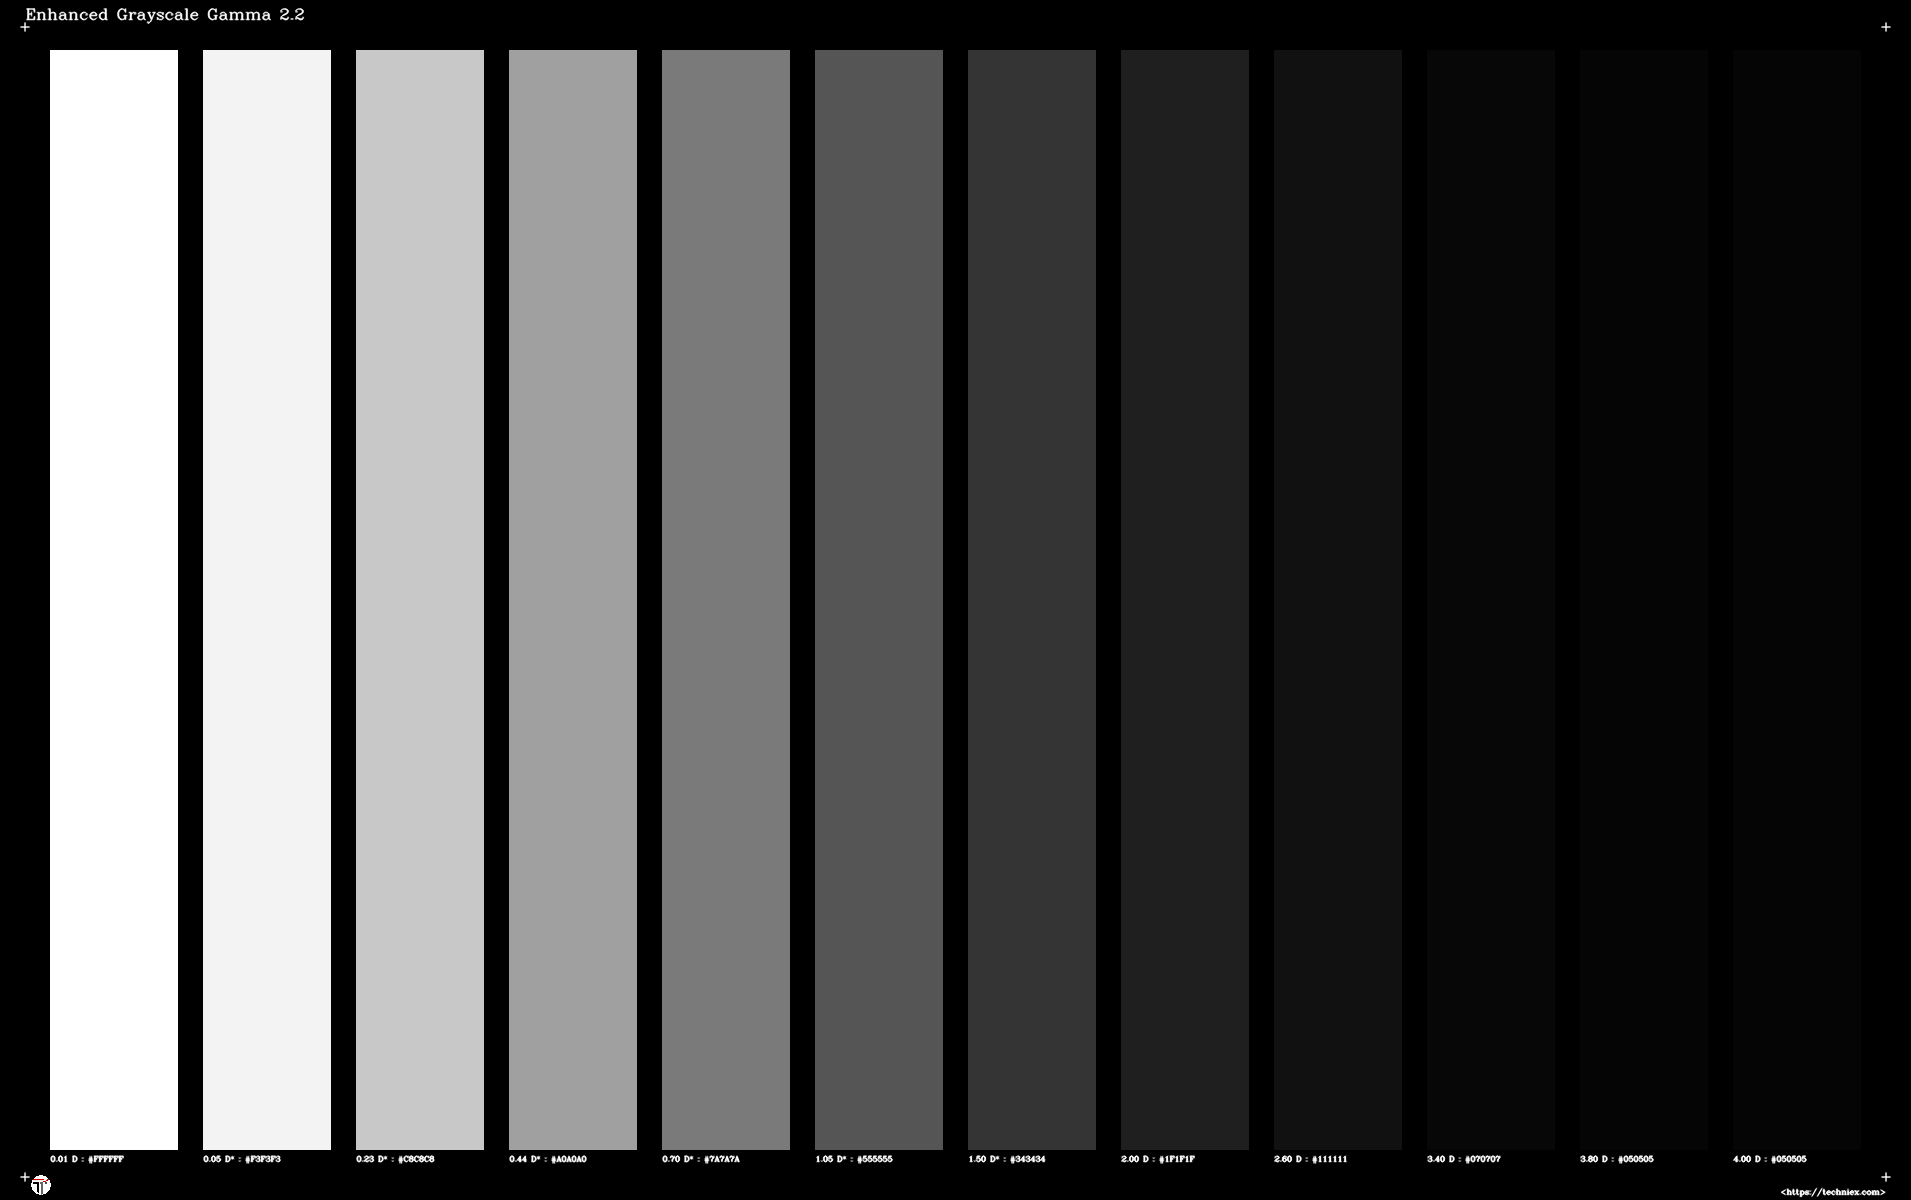 Enhanced Grayscale Gamma 2.2
0.01 D : #FFFFFF
0.05 D* : #F3F3F3
0.23 D* : #C8C8C8
0.44 D* : #A0A0A0
0.70 D* : #7A7A7A
1.05 D* : #555555
1.50 D* : #343434
2.00 D : #1F1F1F
2.60 D : #111111
3.40 D : #070707
3.80 D : #050505
4.00 D : #050505
<https://techniex.com>